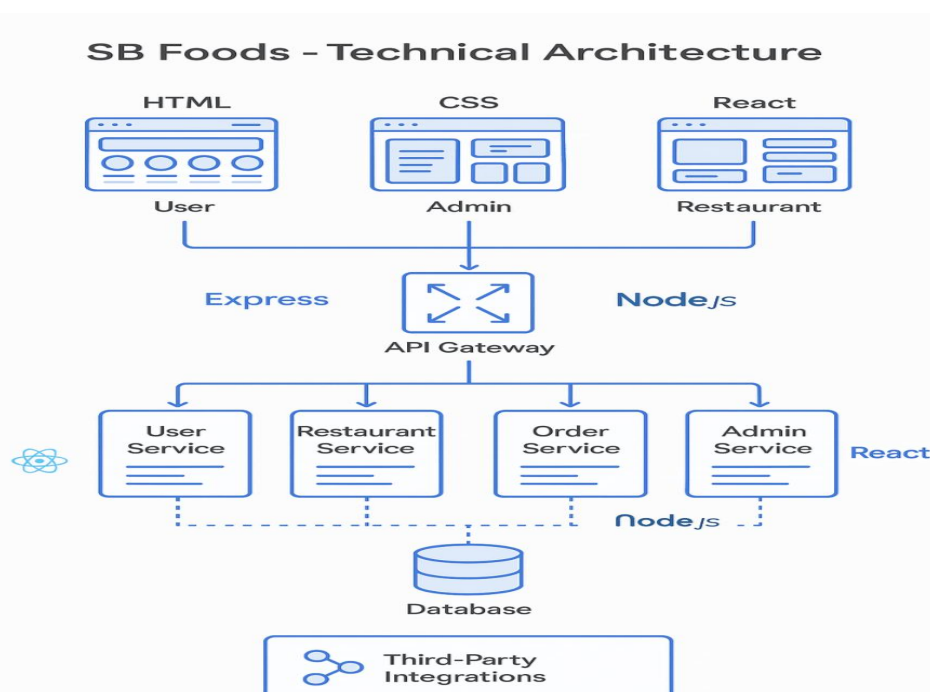 SB Foods - Technical Architecture
HTML CSS React
User Admin Restaurant
Express Nodejs
API Gateway
User Service
Restaurant Service
Order Service
Admin Service
React
Nodejs
Database
Third-Party
Integrations